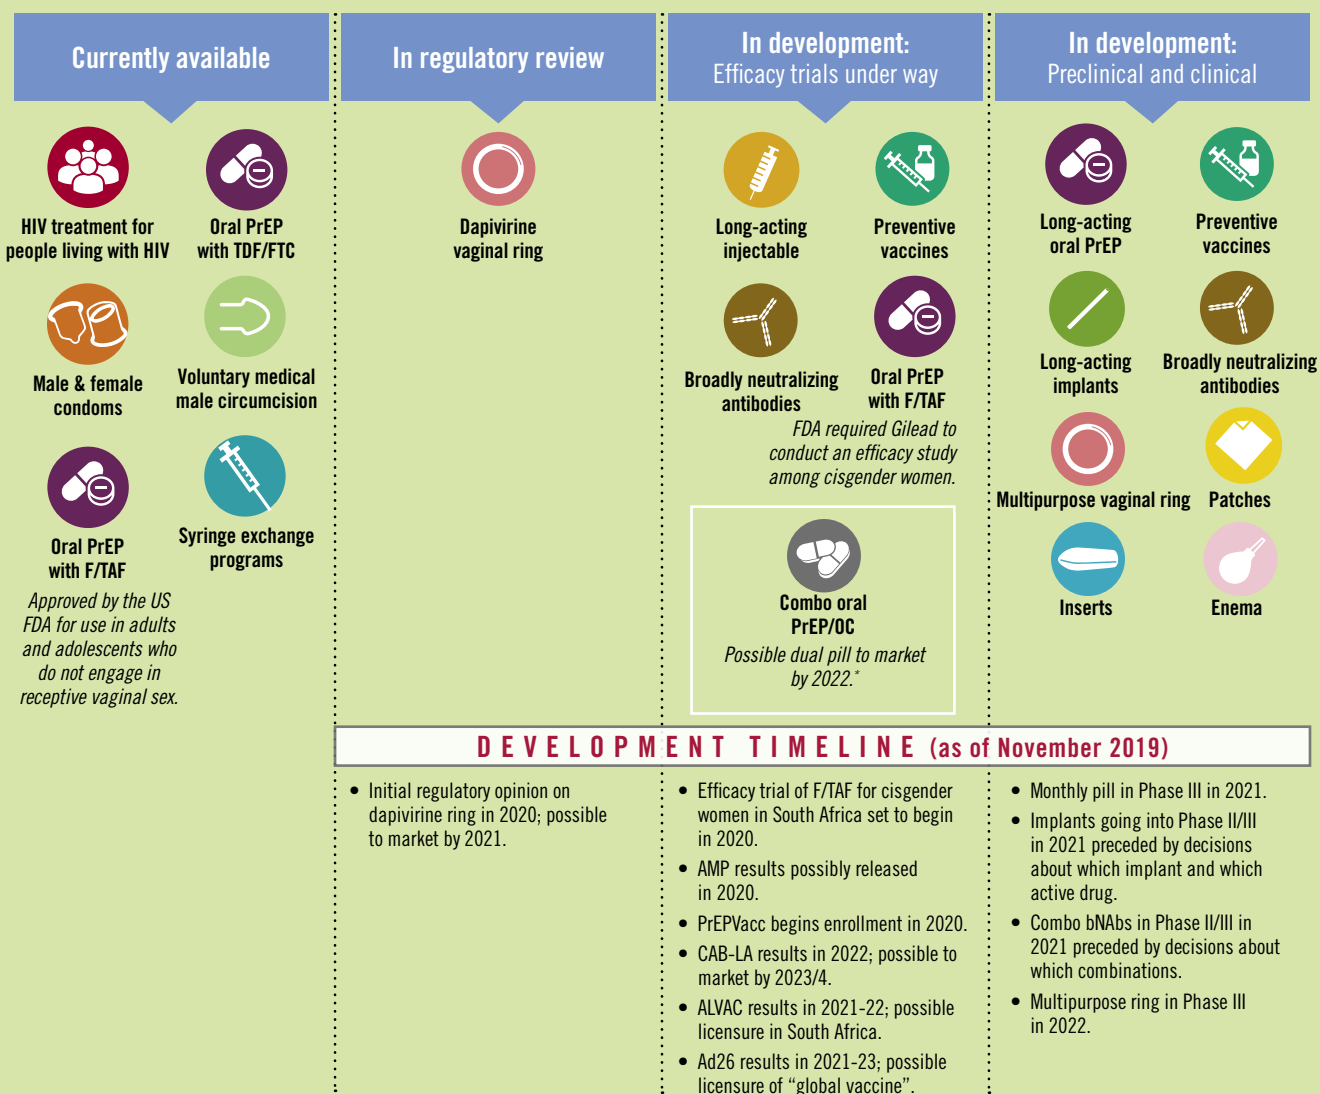 Currently available
HIV treatment for
people living with HIV
Oral PrEP
with TDF/FTC
Male & female
condoms
Voluntary medical
male circumcision
Oral PrEP
with F/TAF
Approved by the US
FDA for use in adults
and adolescents who
do not engage in
receptive vaginal sex.
Syringe exchange
programs
In regulatory review
Dapivirine
vaginal ring
In development:
Efficacy trials under way
Long-acting
injectable
Preventive
vaccines
Broadly neutralizing
antibodies
Oral PrEP
with F/TAF
FDA required Gilead to
conduct an efficacy study
among cisgender women.
Combo oral
PrEP/OC
Possible dual pill to market
by 2022.*
In development:
Preclinical and clinical
Long-acting
oral PrEP
Preventive
vaccines
Long-acting
implants
Broadly neutralizing
antibodies
Multipurpose vaginal ring
Patches
Inserts
Enema
DEVELOPMENT TIMELINE (as of November 2019)
• Initial regulatory opinion on
dapivirine ring in 2020; possible
to market by 2021.
• Efficacy trial of F/TAF for cisgender
women in South Africa set to begin
in 2020.
• AMP results possibly released
in 2020.
• PrEPVacc begins enrollment in 2020.
• CAB-LA results in 2022; possible to
market by 2023/4.
• ALVAC results in 2021-22; possible
licensure in South Africa.
• Ad26 results in 2021-23; possible
licensure of “global vaccine”.
• Monthly pill in Phase III in 2021.
• Implants going into Phase II/III
in 2021 preceded by decisions
about which implant and which
active drug.
• Combo bNAbs in Phase II/III in
2021 preceded by decisions about
which combinations.
• Multipurpose ring in Phase III
in 2022.